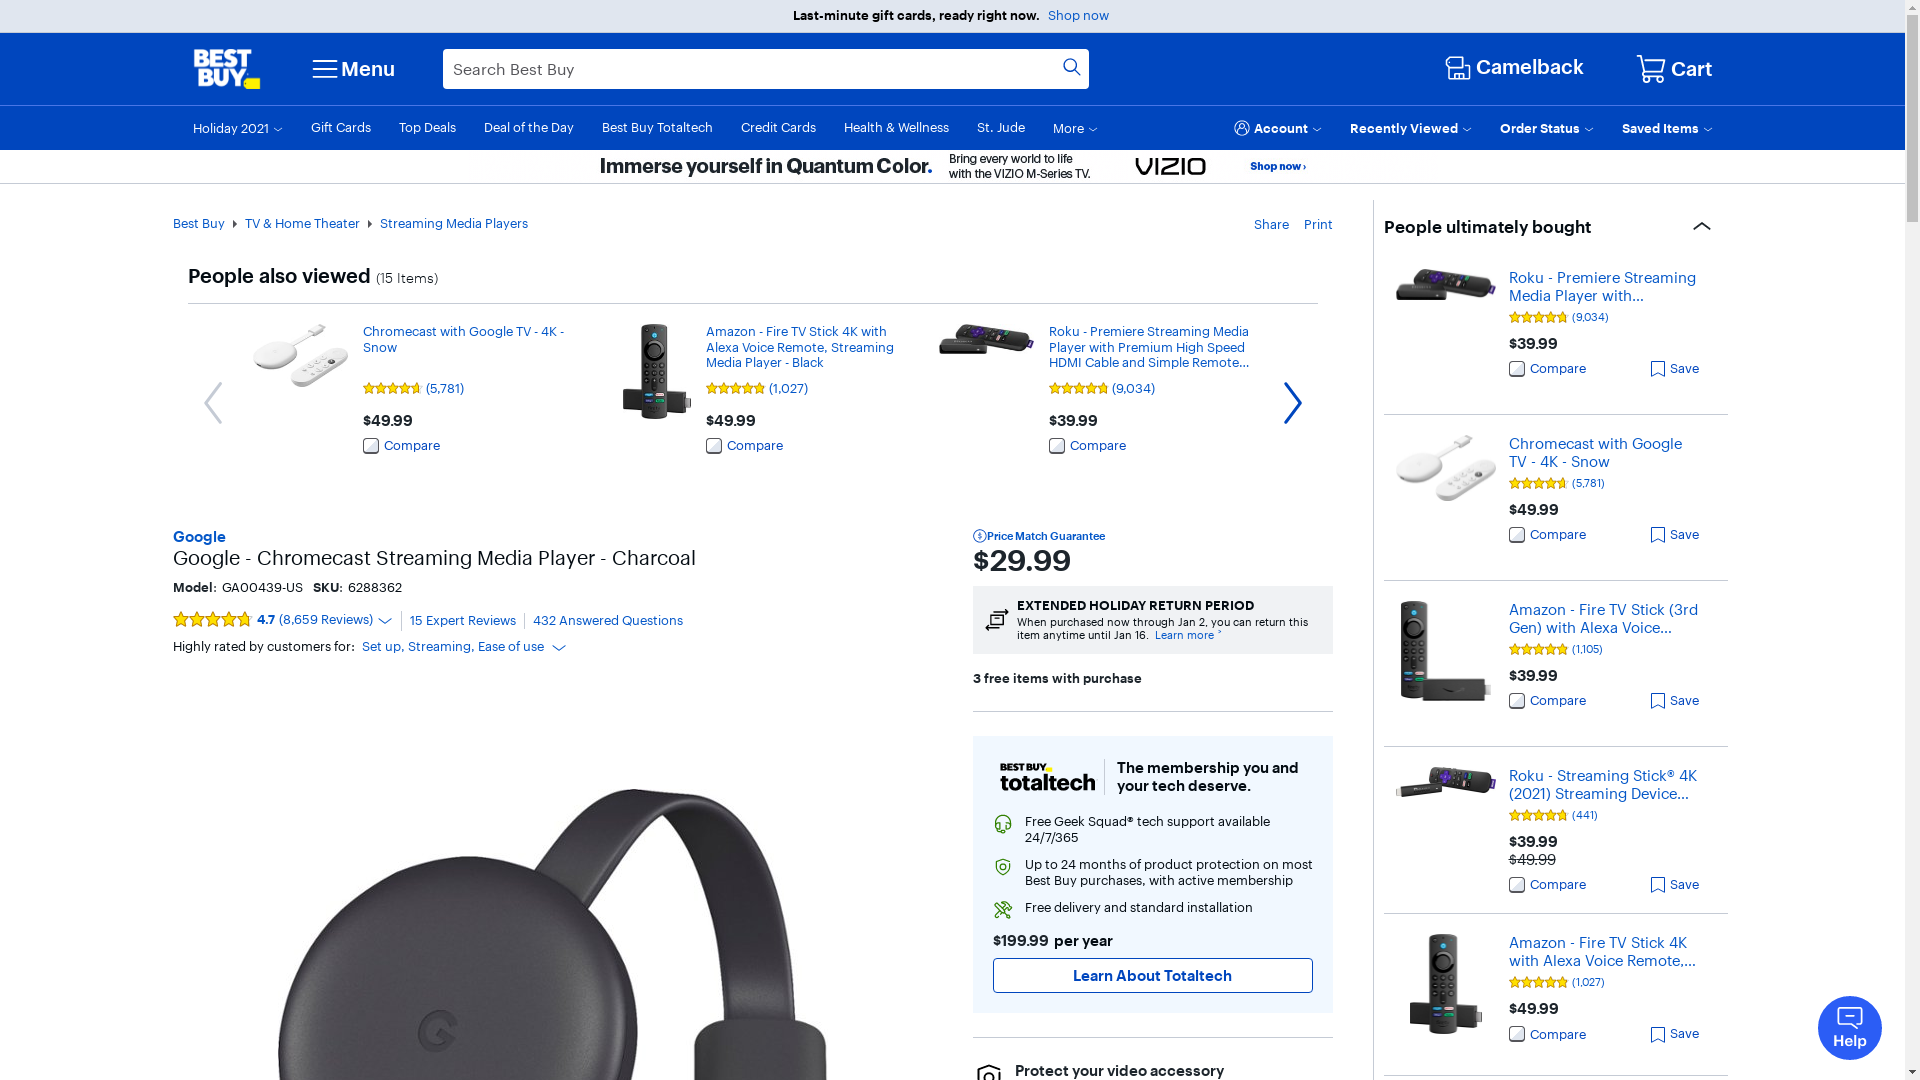 Last-minute gift cards, ready right now. Shop now
BEST BUY
Menu
Search Best Buy
Camelback
Cart
Holiday 2021
Gift Cards
Top Deals
Deal of the Day
Best Buy Totaltech
Credit Cards
Health & Wellness
St. Jude
More
Account
Recently Viewed
Order Status
Saved Items
Immerse yourself in Quantum Color.
Bring every world to life
with the VIZIO M-Series TV.
VIZIO
Shop now ›
Best Buy
TV & Home Theater
Streaming Media Players
Share
Print
People also viewed (15 Items)
Chromecast with Google TV - 4K -
Snow
(5,781)
$49.99
Compare
Amazon - Fire TV Stick 4K with
Alexa Voice Remote, Streaming
Media Player - Black
(1,027)
$49.99
Compare
Roku - Premiere Streaming Media
Player with Premium High Speed
HDMI Cable and Simple Remote...
(9,034)
$39.99
Compare
Google
Google - Chromecast Streaming Media Player - Charcoal
Model: GA00439-US SKU: 6288362
4.7 (8,659 Reviews)
15 Expert Reviews
432 Answered Questions
Highly rated by customers for: Set up, Streaming, Ease of use
G
Price Match Guarantee
$29.99
EXTENDED HOLIDAY RETURN PERIOD
When purchased now through Jan 2, you can return this
item anytime until Jan 16. Learn more >
3 free items with purchase
BEST BUY
totaltech
The membership you and
your tech deserve.
Free Geek Squad® tech support available
24/7/365
Up to 24 months of product protection on most
Best Buy purchases, with active membership
Free delivery and standard installation
$199.99 per year
Learn About Totaltech
Protect your video accessory
People ultimately bought
Roku - Premiere Streaming
Media Player with...
(9,034)
$39.99
Compare
Save
Chromecast with Google
TV - 4K - Snow
(5,781)
$49.99
Compare
Save
Amazon - Fire TV Stick (3rd
Gen) with Alexa Voice...
(1,105)
$39.99
Compare
Save
Roku - Streaming Stick® 4K
(2021) Streaming Device...
(441)
$39.99
$49.99
Compare
Save
Amazon - Fire TV Stick 4K
with Alexa Voice Remote,...
(1,027)
$49.99
Compare
Save
Help